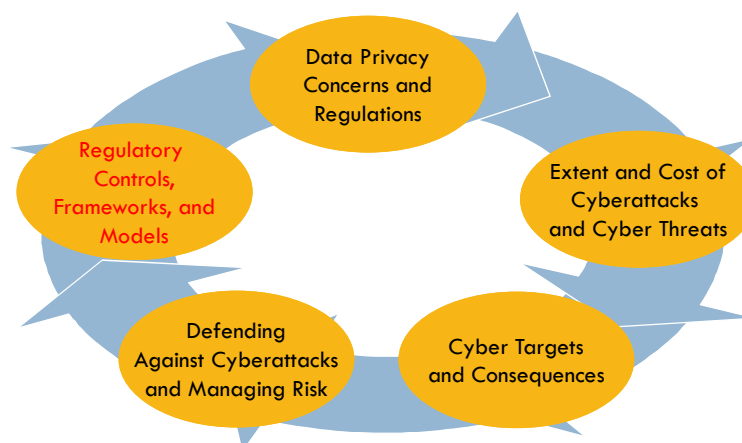 Data Privacy
Concerns and
Regulations
Extent and Cost of
Cyberattacks
and Cyber Threats
Cyber Targets
and Consequences
Defending
Against Cyberattacks
and Managing Risk
Regulatory
Controls,
Frameworks, and
Models